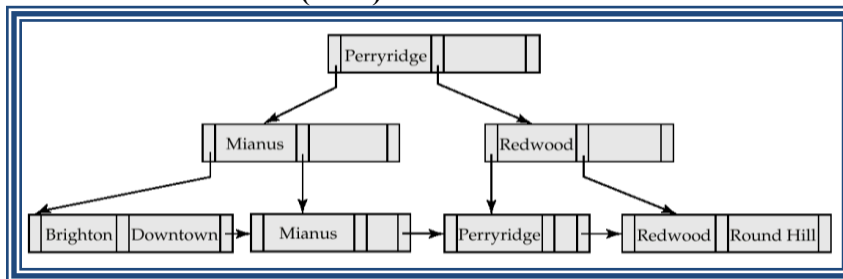 Perryridge
Mianus Redwood
Brighton Downtown Mianus Perryridge Redwood Round Hill